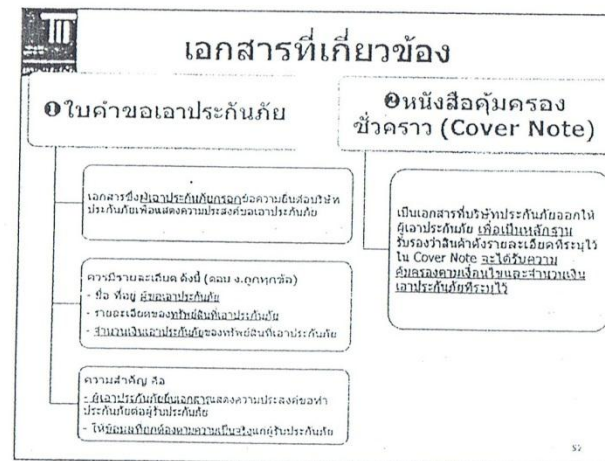 เอกสารที่เกี่ยวข้อง
❶ใบคำขอเอาประกันภัย
เอกสารซึ่งผู้เอาประกันภัยกรอกข้อความยื่นต่อบริษัท
ประกันภัยเพื่อแสดงความประสงค์ขอเอาประกันภัย
ควรมีรายละเอียด ดังนี้ (ตอบ ง.ถูกทุกข้อ)
- ชื่อ ที่อยู่ ผู้ขอเอาประกันภัย
- รายละเอียดของทรัพย์สินที่เอาประกันภัย
- จำนวนเงินเอาประกันภัยของทรัพย์สินที่เอาประกันภัย
ความสำคัญ คือ
- ผู้เอาประกันภัยยื่นเอกสารแสดงความประสงค์ขอทำ
ประกันภัยต่อผู้รับประกันภัย
- ให้ข้อมูลที่ถูกต้องตามความเป็นจริงแก่ผู้รับประกันภัย
❷หนังสือคุ้มครอง
ชั่วคราว (Cover Note)
เป็นเอกสารที่บริษัทประกันภัยออกให้
ผู้เอาประกันภัย เพื่อเป็นหลักฐาน
รับรองว่าสินค้าดังรายละเอียดที่ระบุไว้
ใน Cover Note จะได้รับความ
คุ้มครองตามเงื่อนไขและจำนวนเงิน
เอาประกันภัยที่ระบุไว้